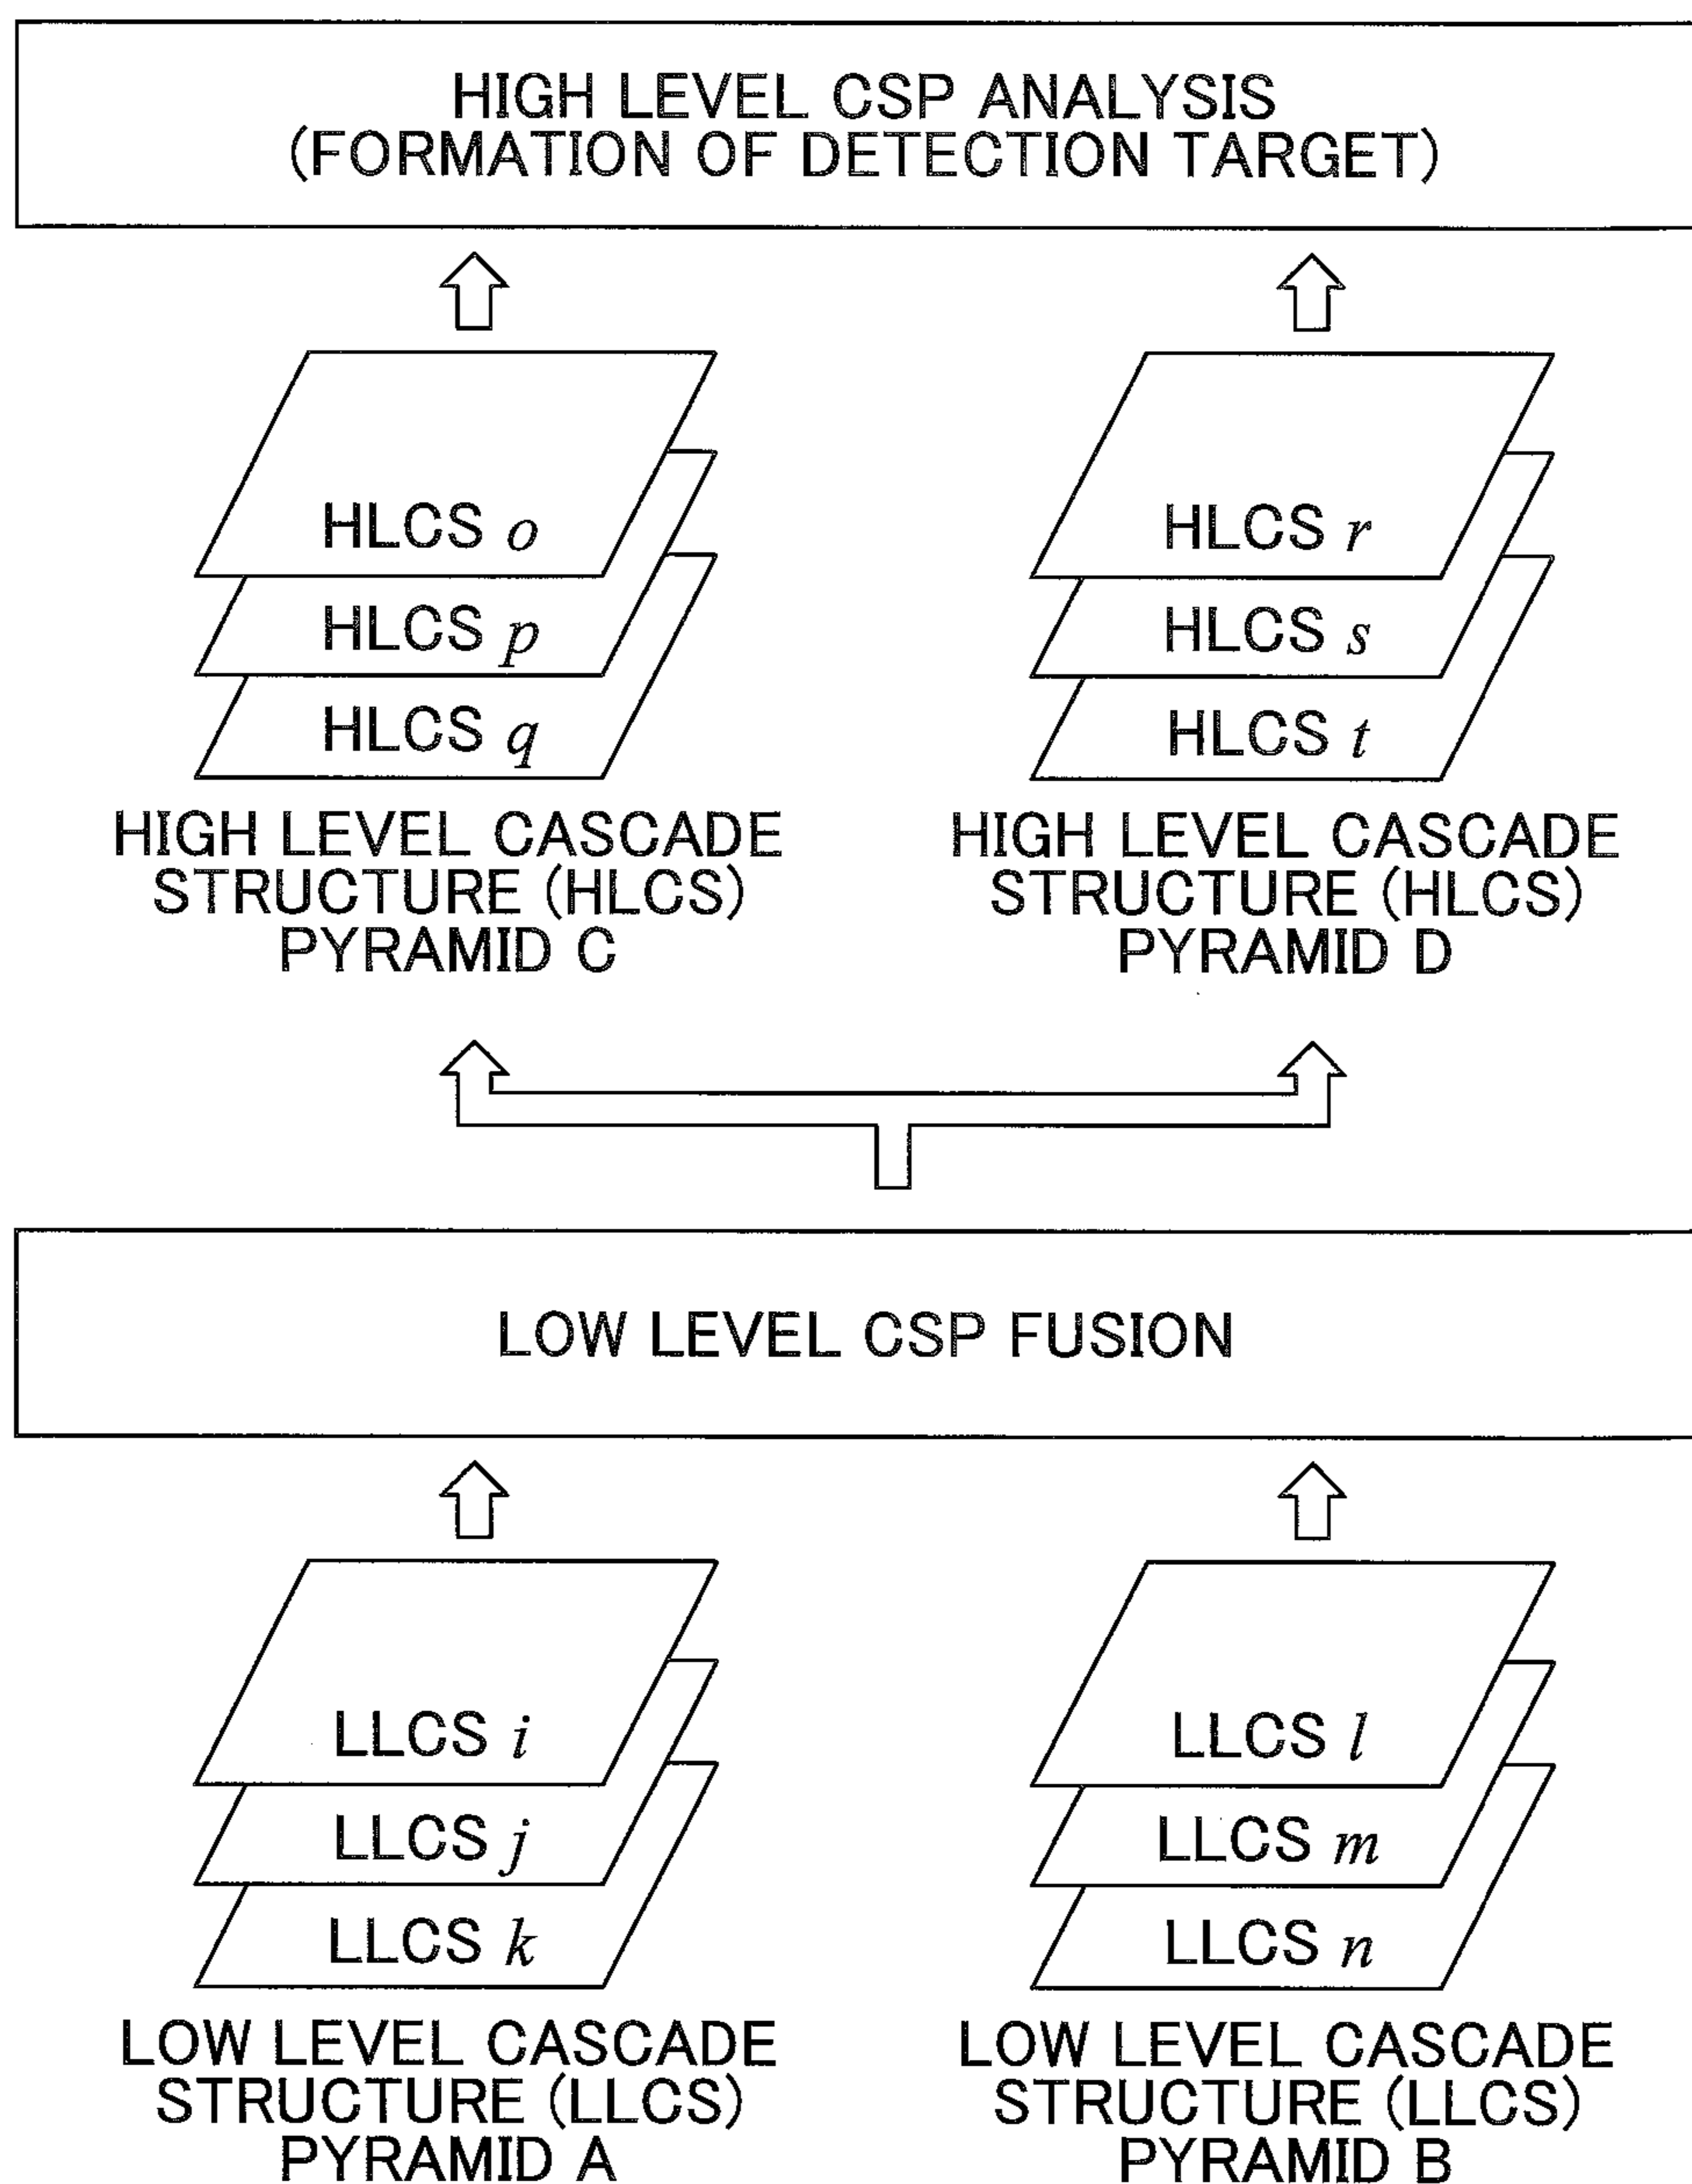 HIGH LEVEL CSP ANALYSIS
(FORMATION OF DETECTION TARGET)
HLCS o
HLCS p
HLCS q
HIGH LEVEL CASCADE
STRUCTURE (HLCS)
PYRAMID C
HLCS r
HLCS s
HLCS t
HIGH LEVEL CASCADE
STRUCTURE (HLCS)
PYRAMID D
LOW LEVEL CSP FUSION
LLCS i
LLCS j
LLCS k
LOW LEVEL CASCADE
STRUCTURE (LLCS)
PYRAMID A
LLCS l
LLCS m
LLCS n
LOW LEVEL CASCADE
STRUCTURE (LLCS)
PYRAMID B